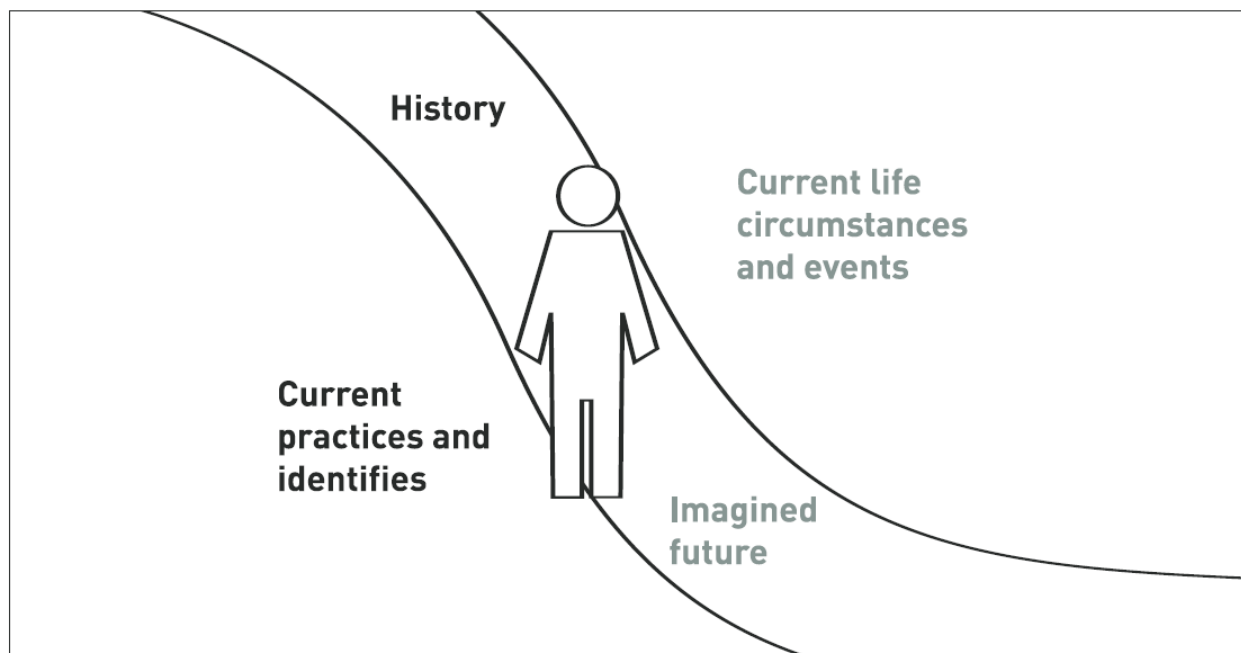 History
Current life
circumstances
and events
Current
practices and
identifies
Imagined
future